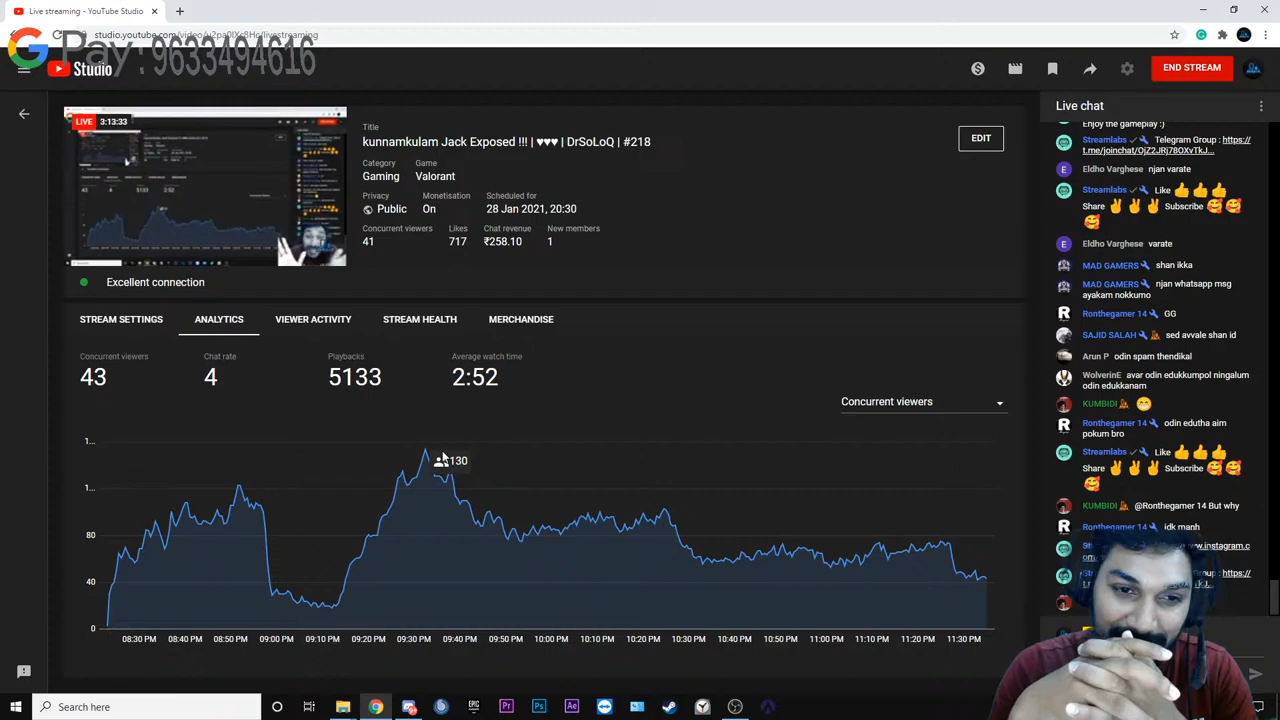 Live streaming - YouTube Studio
G Pay : 9633494616
Studio
END STREAM
LIVE 3:13:33
Title
kunnamkulam Jack Exposed !!! | ♥♥♥ | DrSoLoQ | #218
EDIT
Category
Game
Gaming
Valorant
Privacy
Monetisation
Scheduled for
Public
On
28 Jan 2021, 20:30
Concurrent viewers
Likes
Chat revenue
New members
41
717
₹258.10
1
Excellent connection
STREAM SETTINGS
ANALYTICS
VIEWER ACTIVITY
STREAM HEALTH
MERCHANDISE
Concurrent viewers
Chat rate
Playbacks
Average watch time
43
4
5133
2:52
Concurrent viewers
1...
130
1...
80
40
0
08:30 PM
08:40 PM
08:50 PM
09:00 PM
09:10 PM
09:20 PM
09:30 PM
09:40 PM
09:50 PM
10:00 PM
10:10 PM
10:20 PM
10:30 PM
10:40 PM
10:50 PM
11:00 PM
11:10 PM
11:20 PM
11:30 PM
Live chat
Enjoy the gameplay :)
Streamlabs Telegram Group : https:/
Eldho Varghese njan varate
Streamlabs Like 👍👍👍
Share ✌✌✌ Subscribe 🥰🥰
🥰
Eldho Varghese varate
MAD GAMERS shan ikka
MAD GAMERS njan whatsapp msg
ayakam nokkumo
Ronthegamer 14 GG
SAJID SALAH sed avvale shan id
Arun P odin spam thendikal
WolverinE avar odin edukkumpol ningalum
odin edukkanam
KUMBIDI 😁
Ronthegamer 14 odin edutha aim
pokum bro
Streamlabs Like 👍👍👍
Share ✌✌✌ Subscribe 🥰🥰
🥰
KUMBIDI @Ronthegamer 14 But why
Ronthegamer 14 idk manh
Group : https:/
Search here